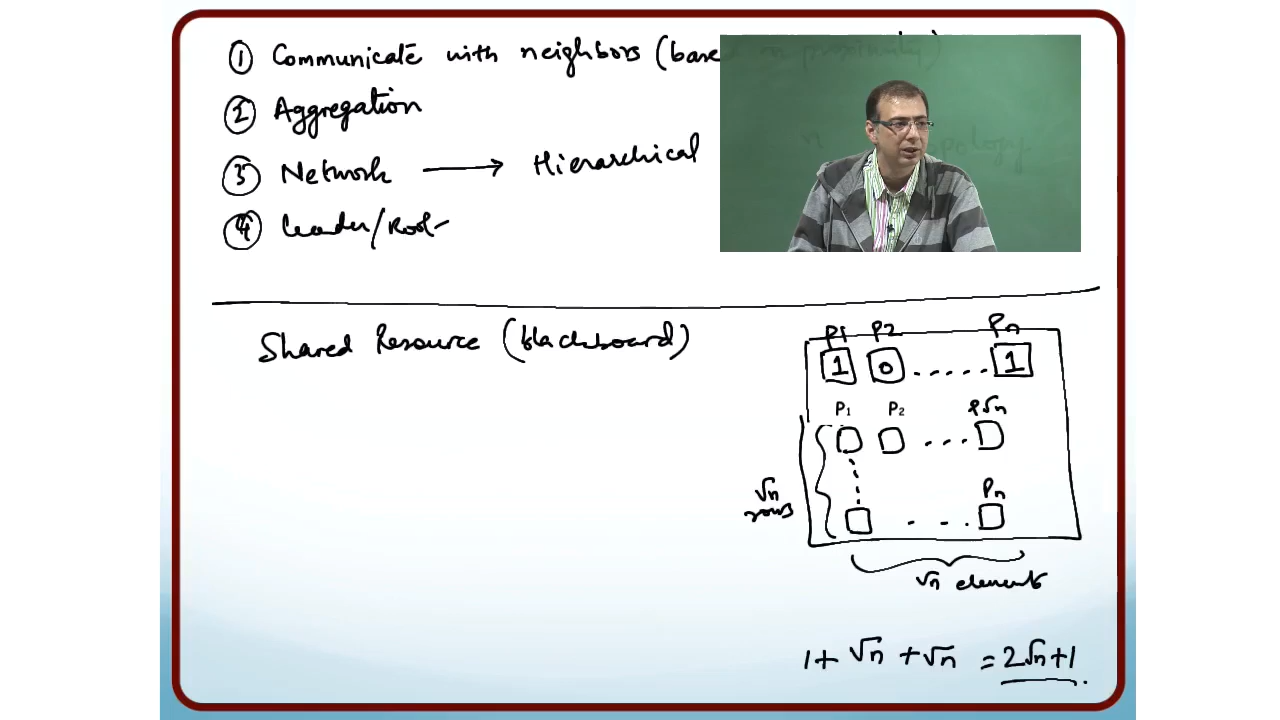 ① Communicate with neighbors (base
② Aggregation
③ Network → Hierarchical
pology.
④ Leader/Root
Shared Resource (blackboard)
P1 P2 Pn
1 0 ..... 1
P1 P2 P√n
...
√n rows
Pn
...
√n elements
1 + √n + √n = 2√n+1